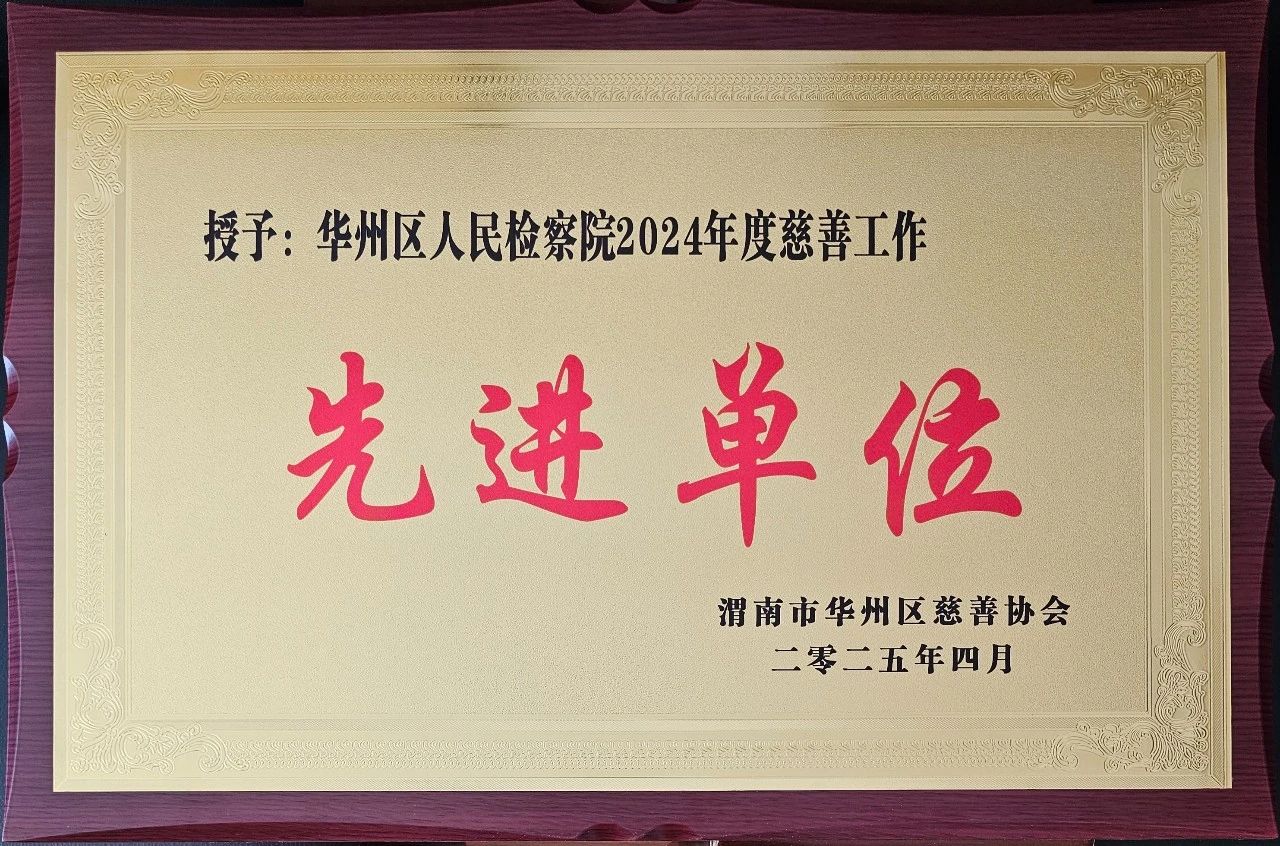 授予：华州区人民检察院2024年度慈善工作
先进单位
渭南市华州区慈善协会
二零二五年四月